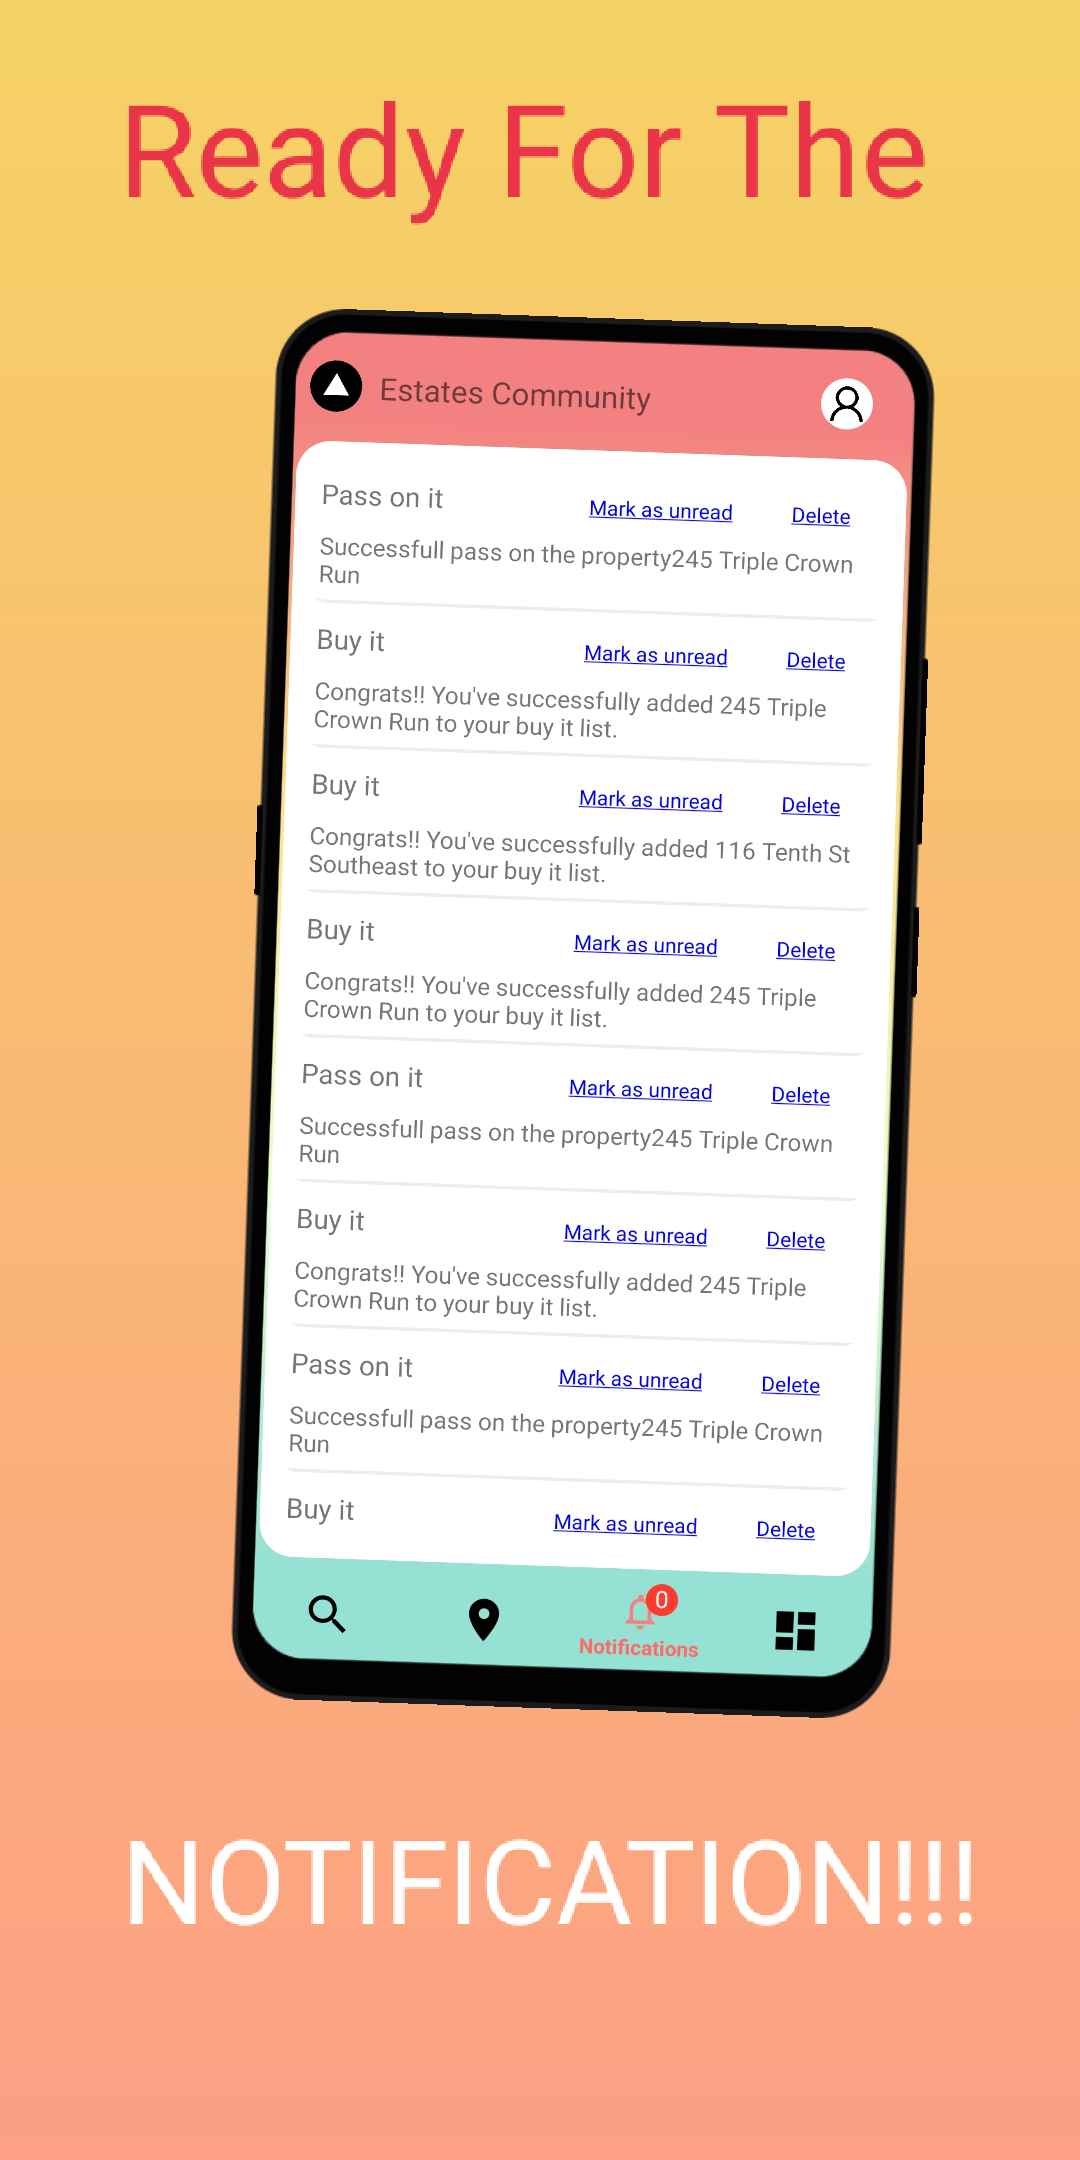 Ready For The
Estates Community
Pass on it Mark as unread Delete
Successfull pass on the property245 Triple Crown
Run
Buy it Mark as unread Delete
Congrats!! You've successfully added 245 Triple
Crown Run to your buy it list.
Buy it Mark as unread Delete
Congrats!! You've successfully added 116 Tenth St
Southeast to your buy it list.
Buy it Mark as unread Delete
Congrats!! You've successfully added 245 Triple
Crown Run to your buy it list.
Pass on it Mark as unread Delete
Successfull pass on the property245 Triple Crown
Run
Buy it Mark as unread Delete
Congrats!! You've successfully added 245 Triple
Crown Run to your buy it list.
Pass on it Mark as unread Delete
Successfull pass on the property245 Triple Crown
Run
Buy it Mark as unread Delete
0
Notifications
NOTIFICATION!!!